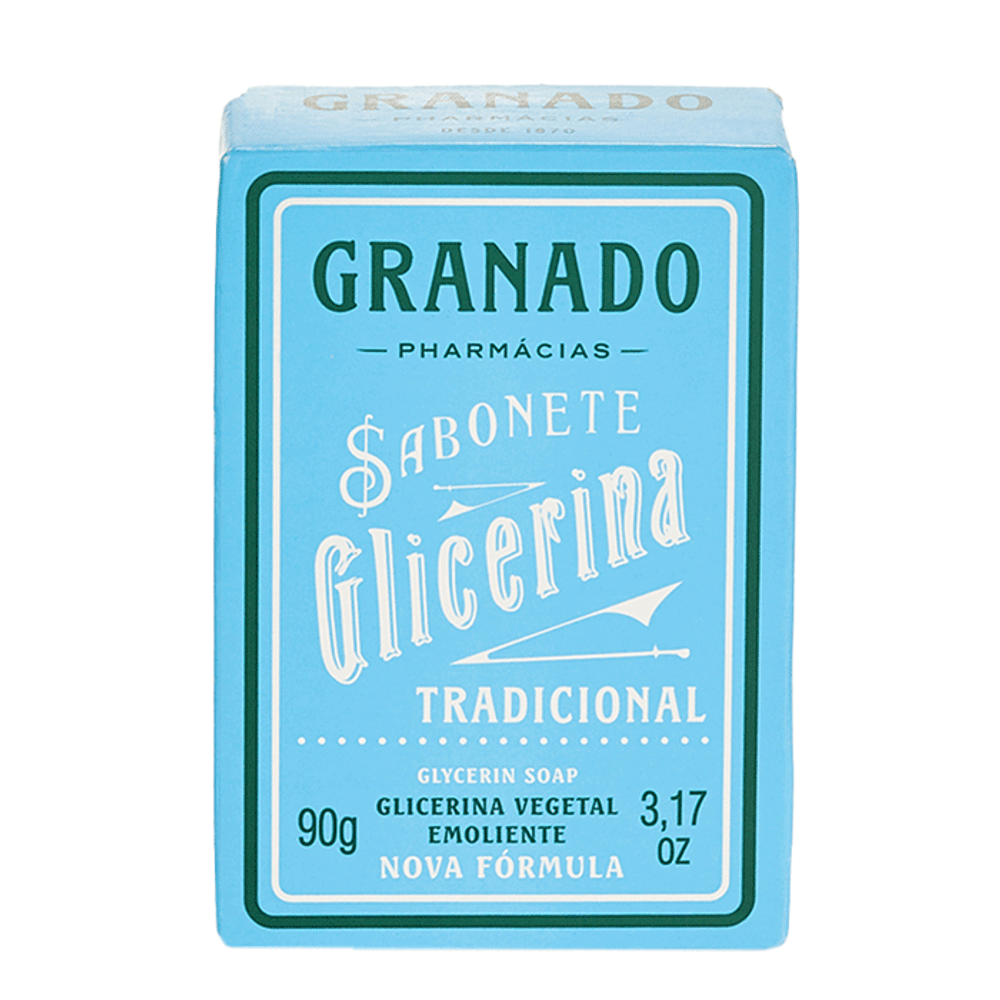 GRANADO
PHARMÁCIAS
DESDE 1870
GRANADO
PHARMÁCIAS
SABONETE
Glicerina
TRADICIONAL
GLYCERIN SOAP
90g
GLICERINA VEGETAL
EMOLIENTE
3,17
OZ
NOVA FÓRMULA